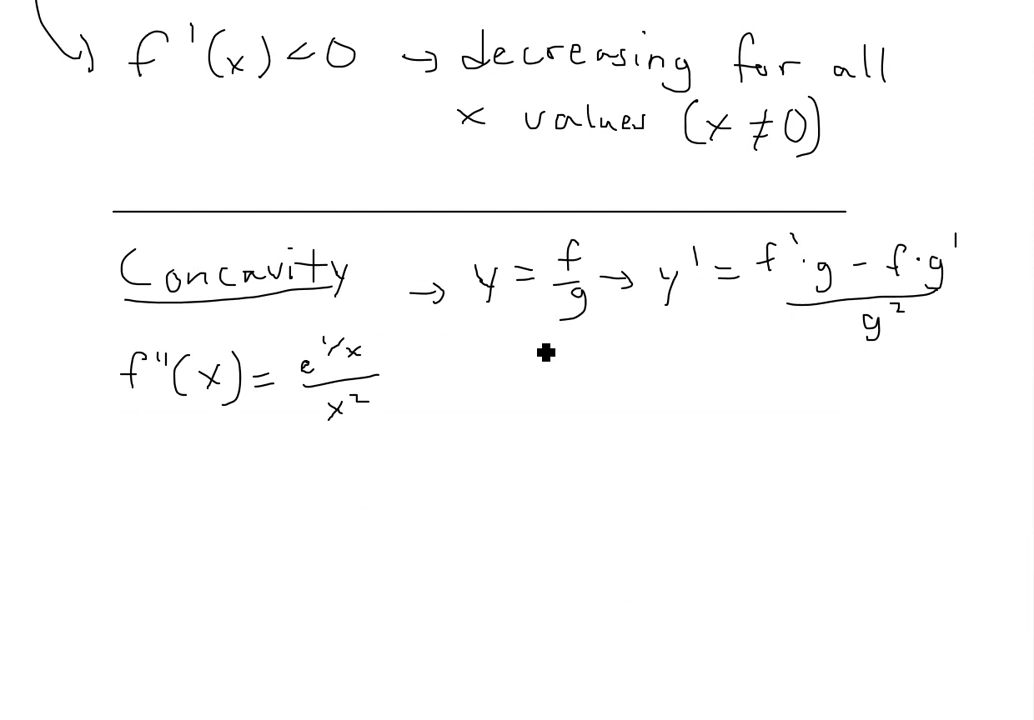 ↳ f'(x) < 0 → decreasing for all
x values (x ≠ 0)
Concavity → y = f/g → y' = (f'·g − f·g')/g²
f''(x) = e^(1/x)/x²